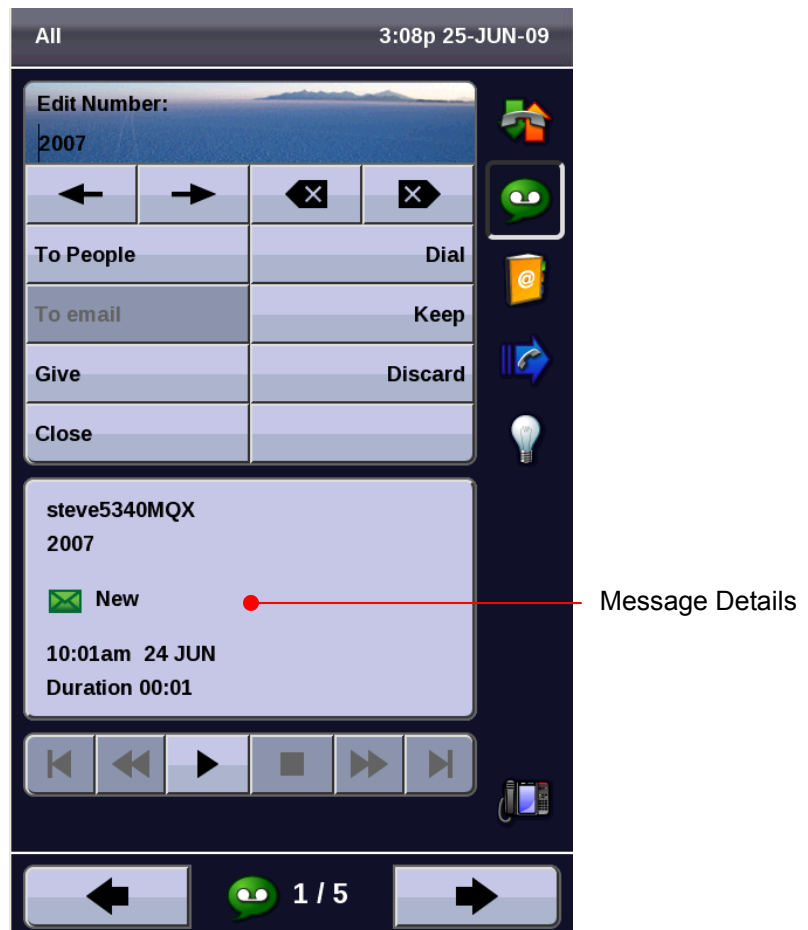 All 3:08p 25-JUN-09
Edit Number:
2007
To People Dial
To email Keep
Give Discard
Close
steve5340MQX
2007
New
Message Details
10:01am 24 JUN
Duration 00:01
1 / 5